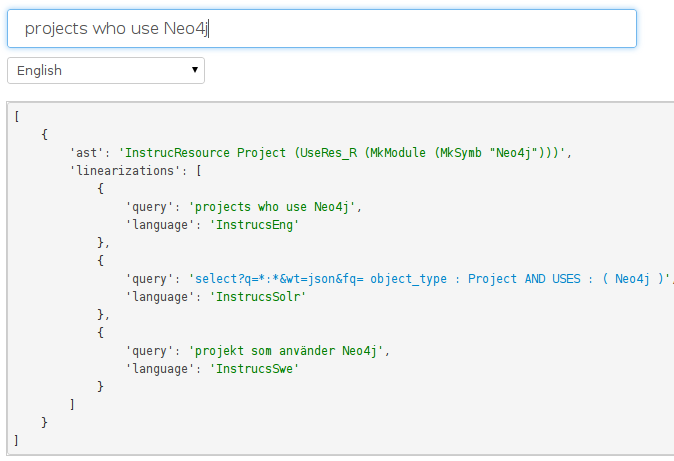 projects who use Neo4j
English
[
    {
        'ast': 'InstrucResource Project (UseRes_R (MkModule (MkSymb "Neo4j")))',
        'linearizations': [
            {
                'query': 'projects who use Neo4j',
                'language': 'InstrucsEng'
            },
            {
                'query': 'select?q=*:*&wt=json&fq= object_type : Project AND USES : ( Neo4j )',
                'language': 'InstrucsSolr'
            },
            {
                'query': 'projekt som använder Neo4j',
                'language': 'InstrucsSwe'
            }
        ]
    }
]